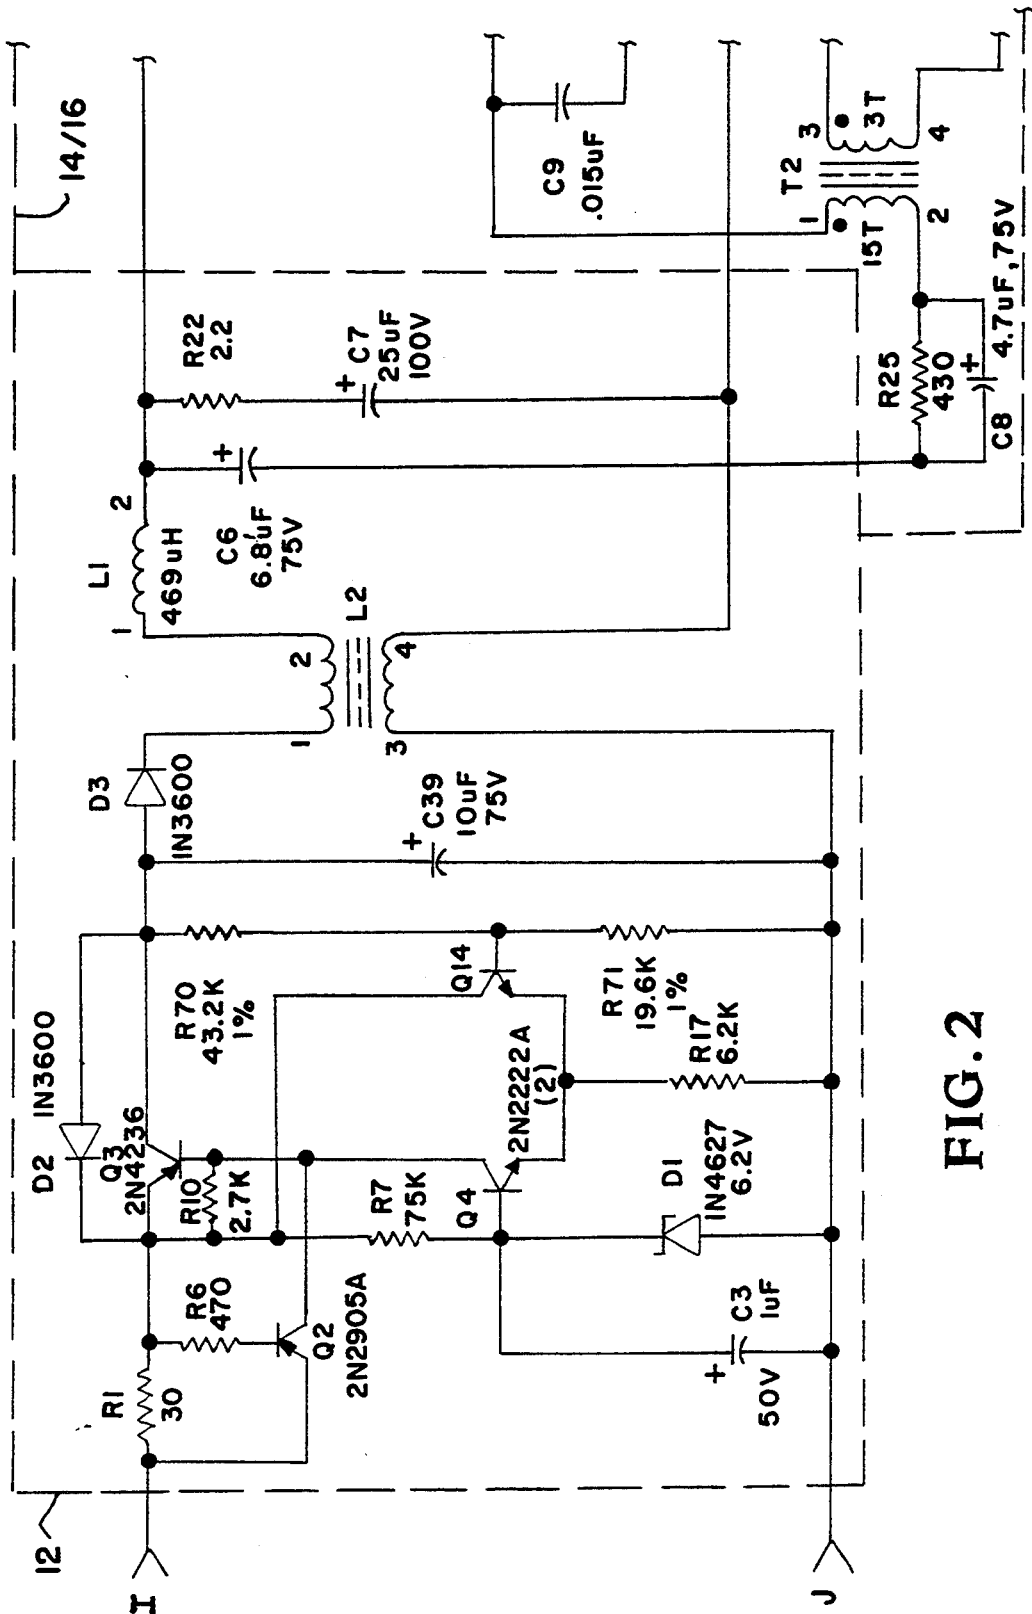 14/16
12
I
R1
30
R6
470
Q2
2N2905A
D2
1N3600
Q3
2N4236
R10
2.7K
R7
75K
Q4
C3
1uF
50V
D1
1N4627
6.2V
2N2222A
(2)
Q14
R70
43.2K
1%
R71
19.6K
1%
R17
6.2K
D3
1N3600
+
C39
10uF
75V
1
2
L2
3
4
L1
1
2
469uH
+
C6
6.8uF
75V
R22
2.2
+
C7
25uF
100V
R25
430
+
C8
4.7uF,75V
C9
.015uF
T2
1
15T
2
3
3T
4
+
J
FIG. 2